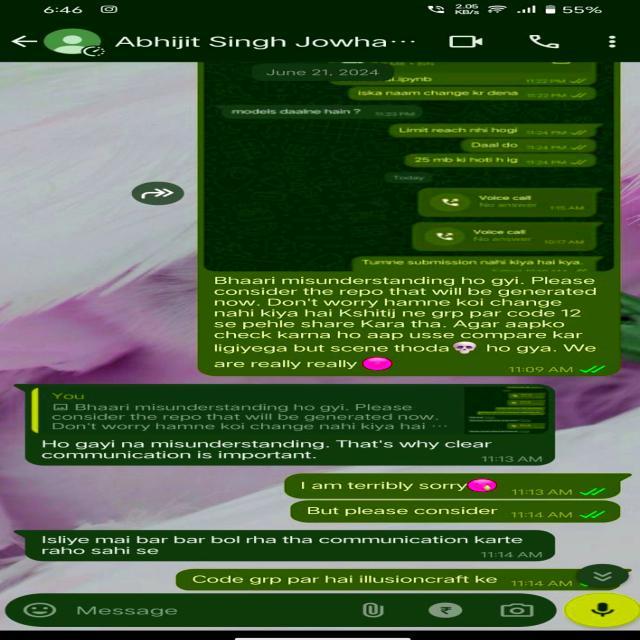 6:46
2.05
KB/s
55%
Abhijit Singh Jowha...
June 21, 2024
11:22 PM
iska naam change kr dena
11:22 PM
models daalne hain ?
11:23 PM
Limit reach nhi hogi
11:24 PM
Daal do
11:24 PM
25 mb ki hoti h ig
11:24 PM
Today
Voice call
No answer
1:15 AM
Voice call
No answer
10:17 AM
Tumne submission nahi kiya hai kya.
Bhaari misunderstanding ho gyi. Please
consider the repo that will be generated
now. Don't worry hamne koi change
nahi kiya hai Kshitij ne grp par code 12
se pehle share Kara tha. Agar aapko
check karna ho aap usse compare kar
ligiyega but scene thoda💀 ho gya. We
are really really
11:09 AM
You
Bhaari misunderstanding ho gyi. Please
consider the repo that will be generated now.
Don't worry hamne koi change nahi kiya hai ...
Ho gayi na misunderstanding. That's why clear
communication is important.
11:13 AM
I am terribly sorry
11:13 AM
But please consider
11:14 AM
Isliye mai bar bar bol rha tha communication karte
raho sahi se
11:14 AM
Code grp par hai illusioncraft ke
11:14 AM
Message